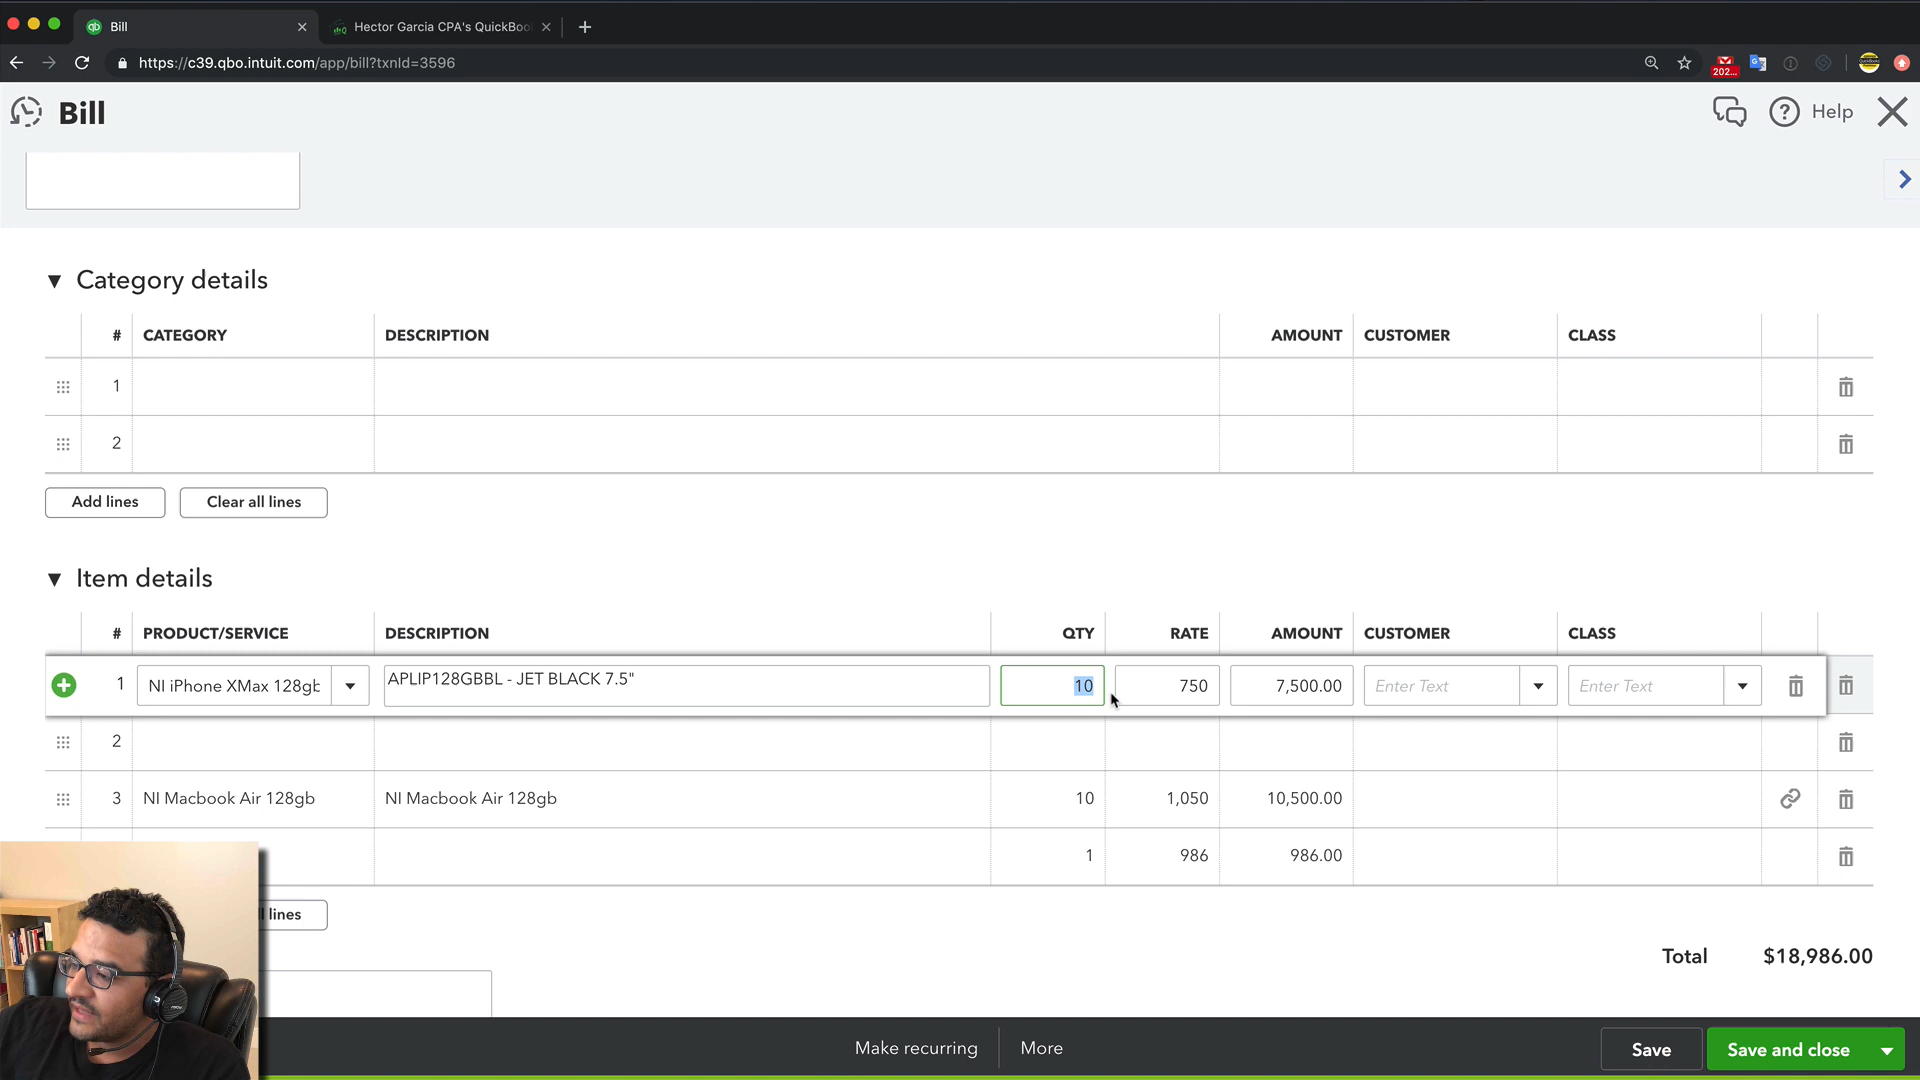 Bill
Hector Garcia CPA's QuickBoo
https://c39.qbo.intuit.com/app/bill?txnId=3596
202...
Bill
Help
Category details
# CATEGORY DESCRIPTION AMOUNT CUSTOMER CLASS
1
2
Add lines Clear all lines
Item details
# PRODUCT/SERVICE DESCRIPTION QTY RATE AMOUNT CUSTOMER CLASS
1 NI iPhone XMax 128gb APLIP128GBBL - JET BLACK 7.5" 10 750 7,500.00 Enter Text Enter Text
2
3 NI Macbook Air 128gb NI Macbook Air 128gb 10 1,050 10,500.00
1 986 986.00
lines
Total $18,986.00
Make recurring More Save Save and close